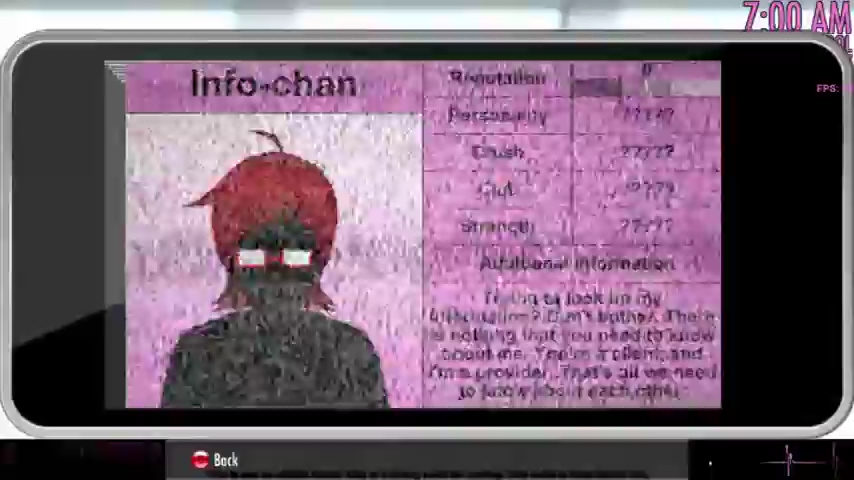 7:00 AM
FPS:
Info-chan
Reputation
0
Personality ?????
Crush ?????
Club ?????
Strength ?????
Additional Information
Trying to look up my
information? Don't bother. There
is nothing that you need to know
about me. You're a client, and
I'm a provider. That's all we need
to know about each other.
Back